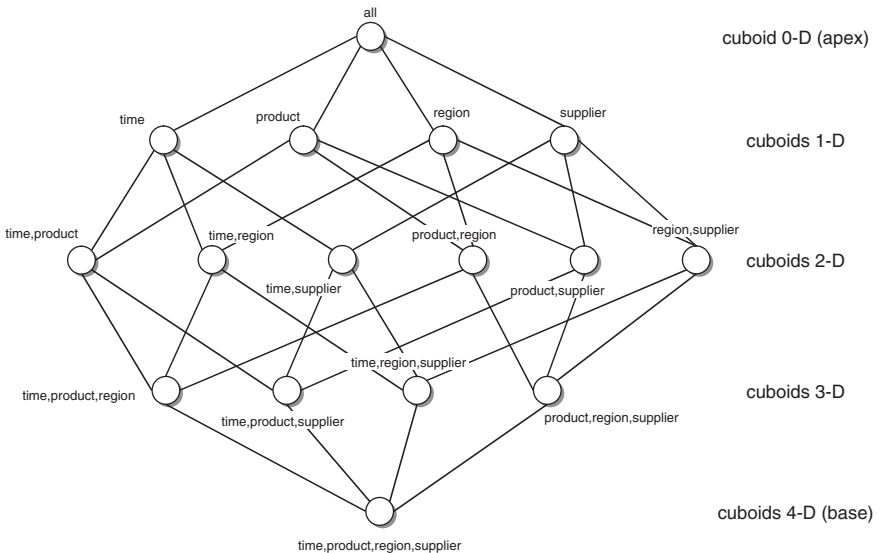 all
cuboid 0-D (apex)
time
product
region
supplier
cuboids 1-D
time,product
time,region
product,region
region,supplier
cuboids 2-D
time,supplier
product,supplier
time,region,supplier
time,product,region
cuboids 3-D
time,product,supplier
product,region,supplier
cuboids 4-D (base)
time,product,region,supplier